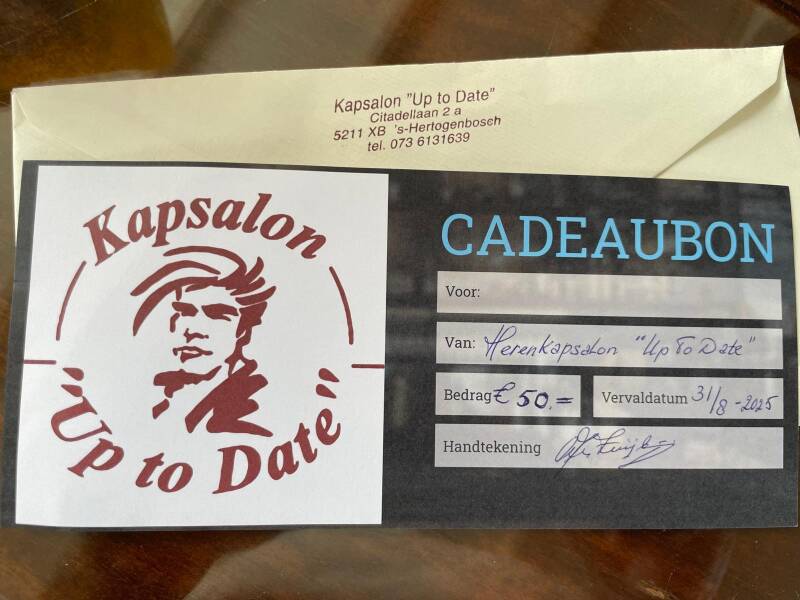 Kapsalon "Up to Date"
Citadellaan 2 a
5211 XB 's-Hertogenbosch
tel. 073 6131639
Kapsalon
"Up to Date"
CADEAUBON
Voor:
Van: Herenkapsalon "Up To Date"
Bedrag € 50,= Vervaldatum 31/8-2025
Handtekening